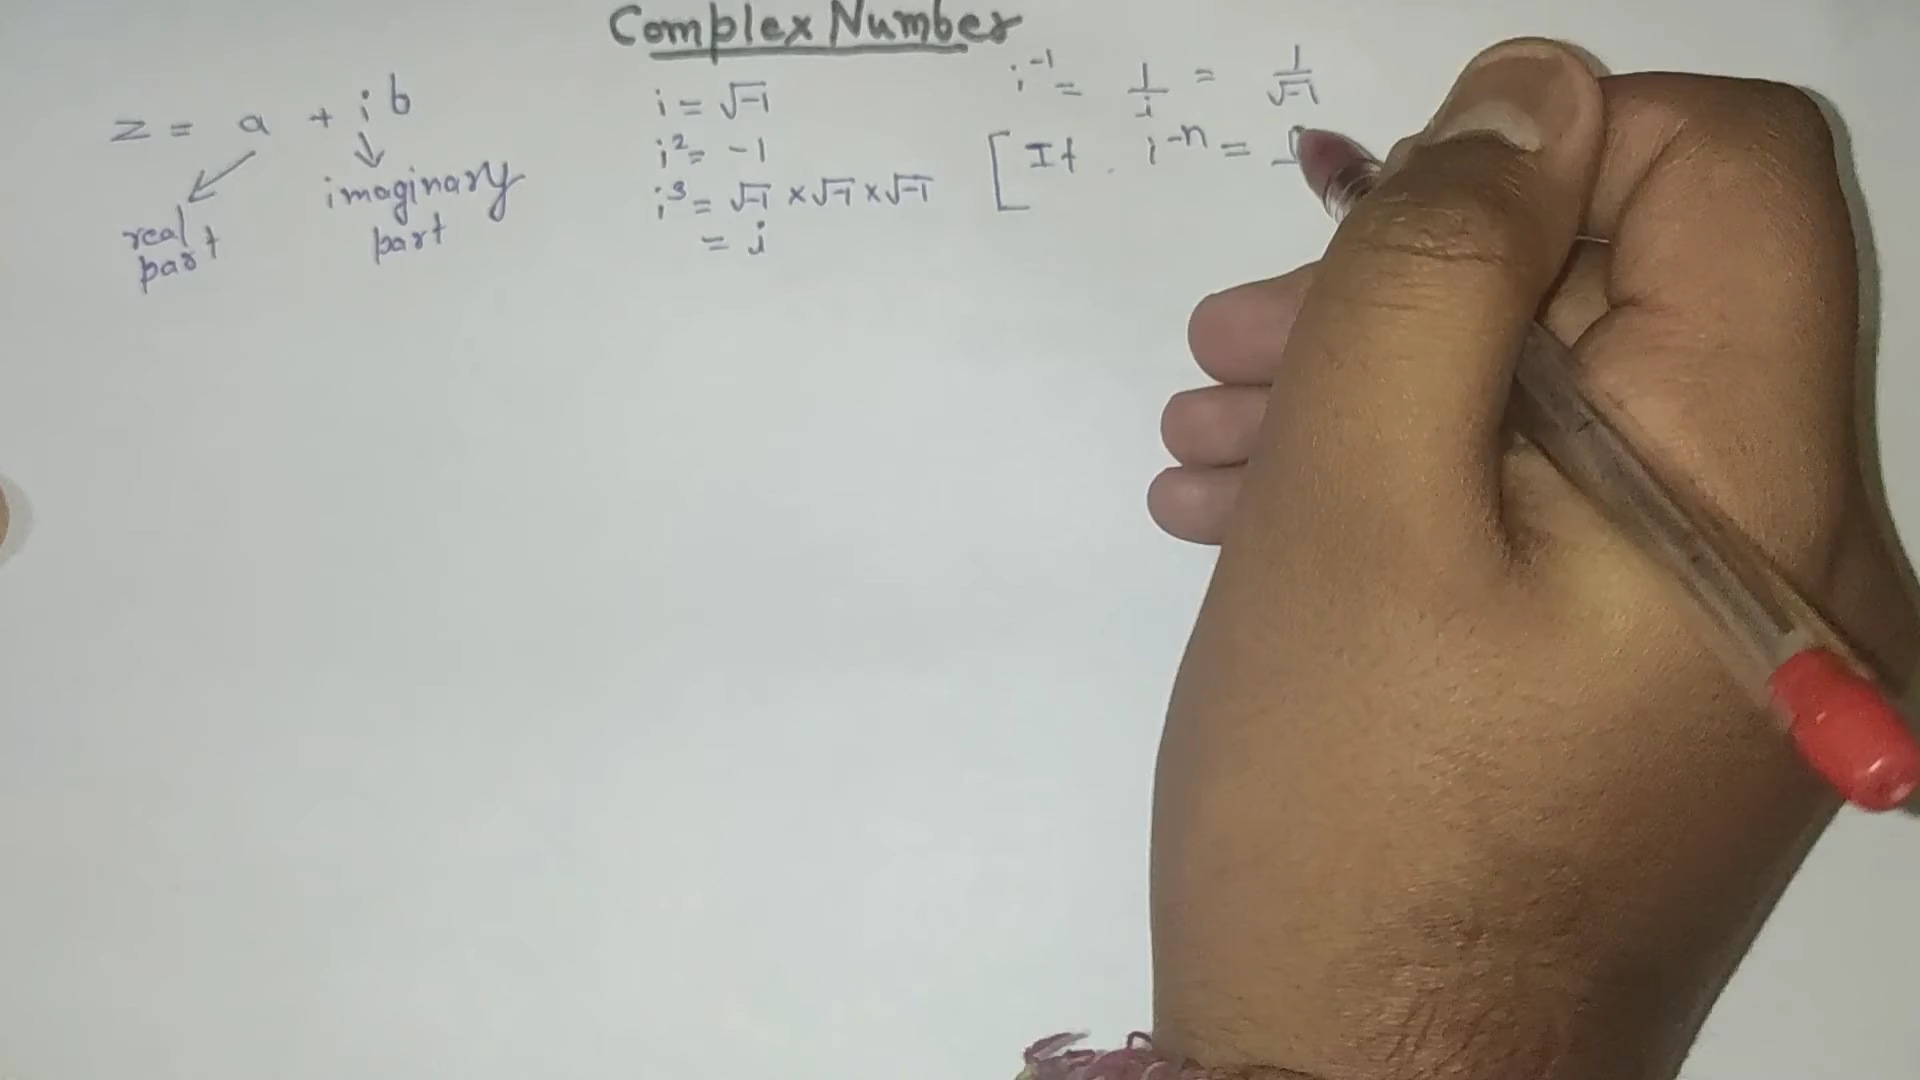 Complex Number
z = a + ib
real part
imaginary part
i = √-1
i² = -1
i³ = √-1 × √-1 × √-1
= i
i⁻¹ = 1/i = 1/√-1
[If i⁻ⁿ =